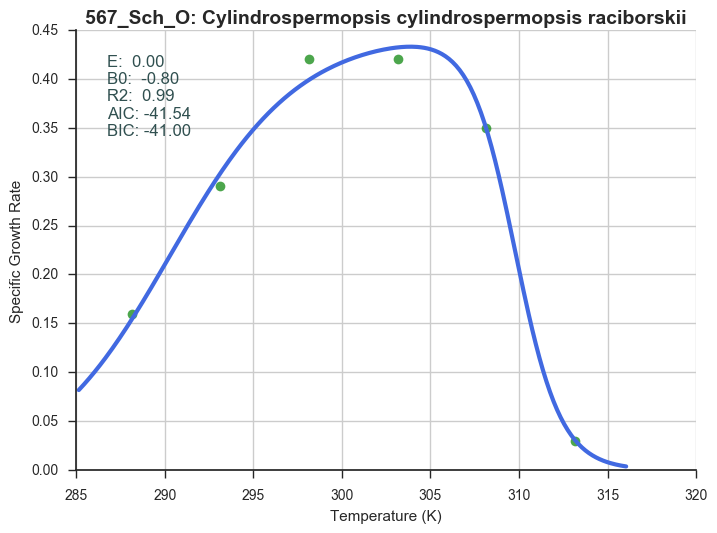 567_Sch_O: Cylindrospermopsis cylindrospermopsis raciborskii
E:  0.00
B0:  -0.80
R2:  0.99
AIC: -41.54
BIC: -41.00
Specific Growth Rate
0.45
0.40
0.35
0.30
0.25
0.20
0.15
0.10
0.05
0.00
285 290 295 300 305 310 315 320
Temperature (K)